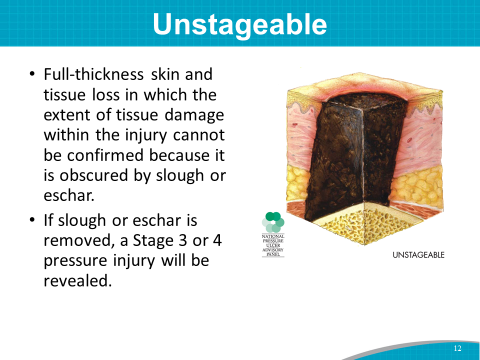 Unstageable
• Full-thickness skin and
tissue loss in which the
extent of tissue damage
within the injury cannot
be confirmed because it
is obscured by slough or
eschar.
• If slough or eschar is
removed, a Stage 3 or 4
pressure injury will be
revealed.
NATIONAL
PRESSURE
ULCER
ADVISORY
PANEL
UNSTAGEABLE
12